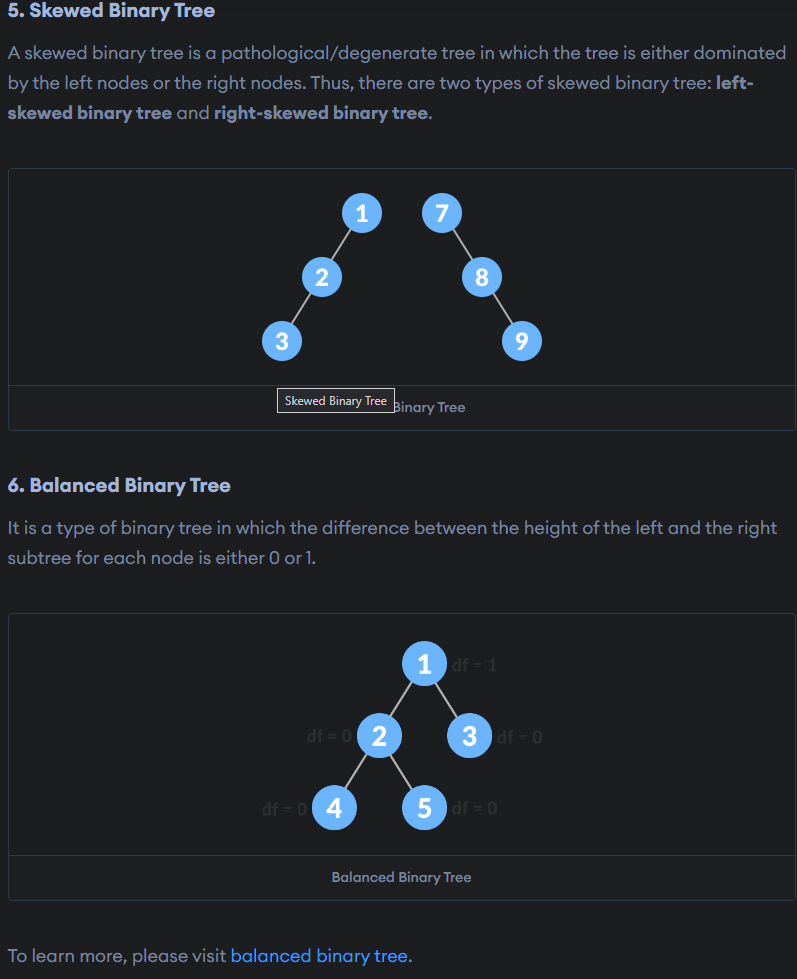 5. Skewed Binary Tree
A skewed binary tree is a pathological/degenerate tree in which the tree is either dominated
by the left nodes or the right nodes. Thus, there are two types of skewed binary tree: left-
skewed binary tree and right-skewed binary tree.
1 7
2 8
3 9
Skewed Binary Tree
Binary Tree
6. Balanced Binary Tree
It is a type of binary tree in which the difference between the height of the left and the right
subtree for each node is either 0 or 1.
1 df = 1
df = 0 2 3 df = 0
df = 0 4 5 df = 0
Balanced Binary Tree
To learn more, please visit balanced binary tree.